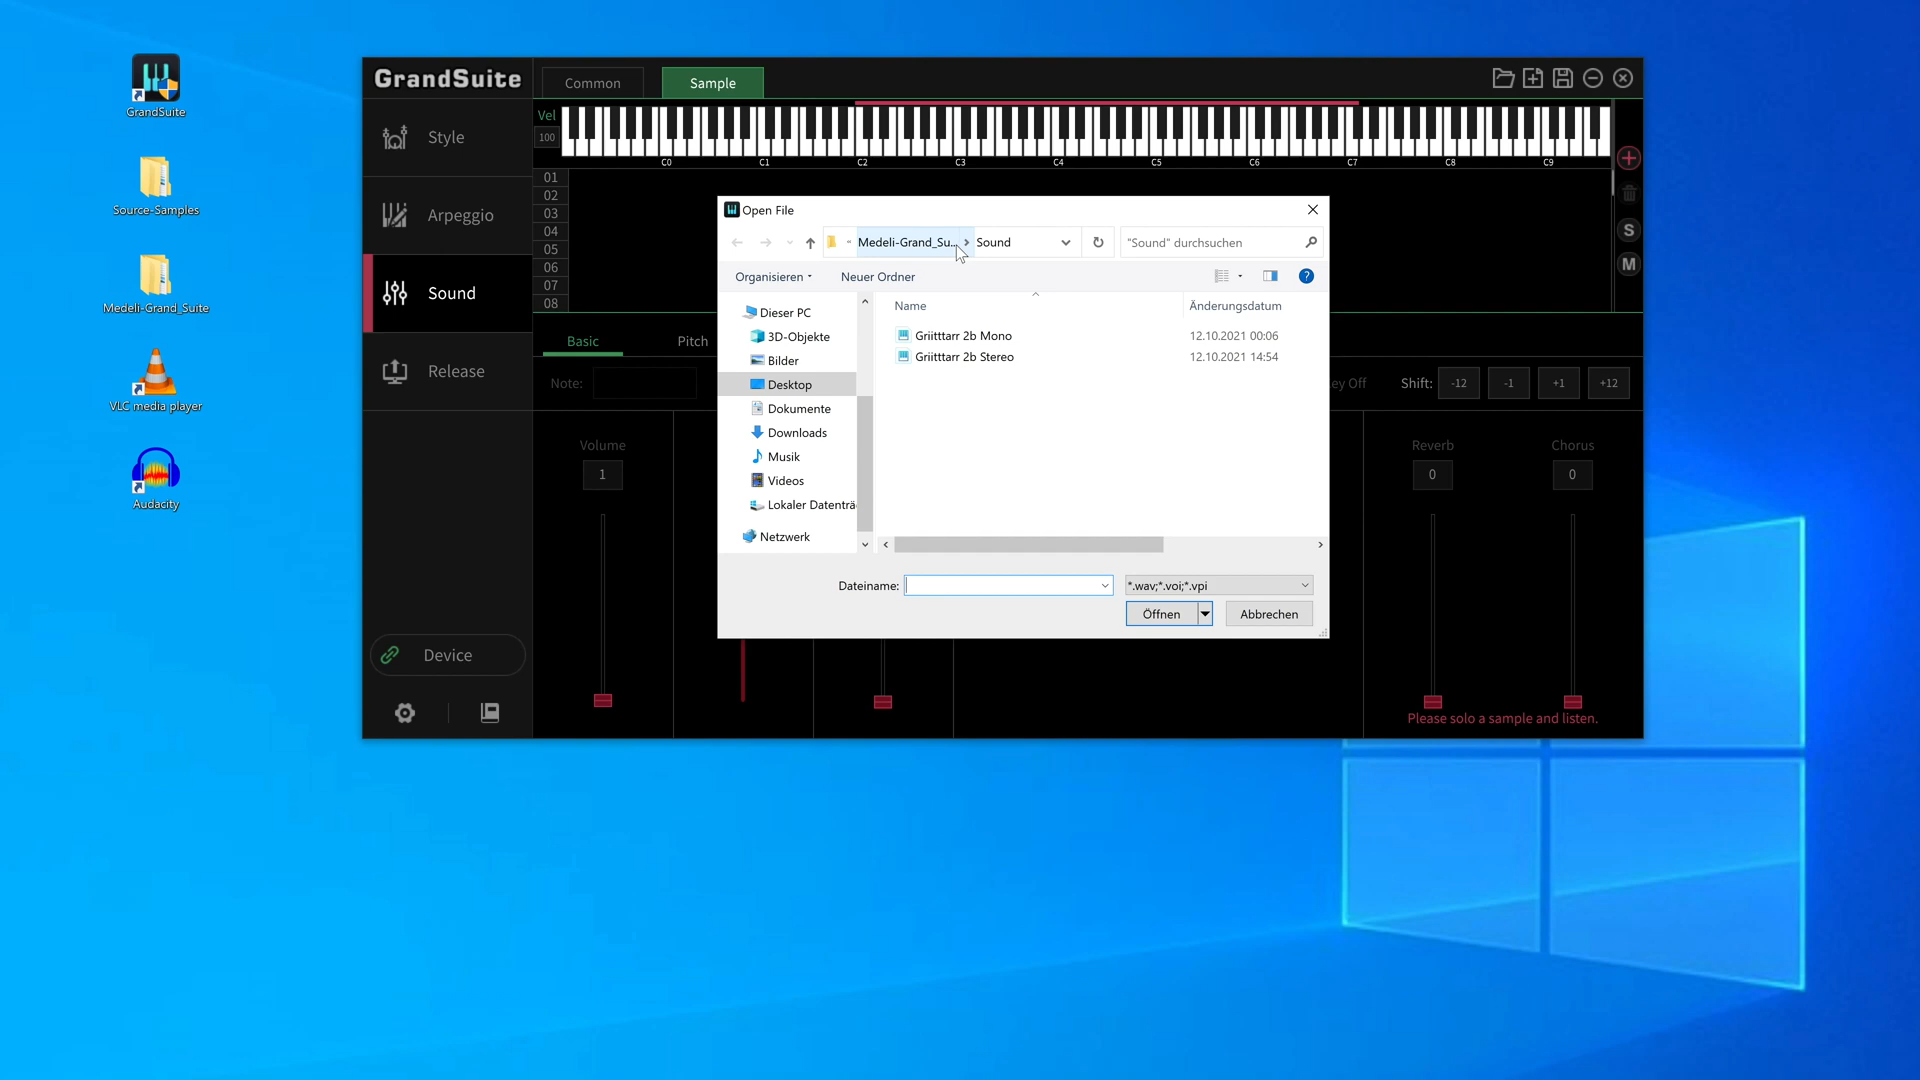 GrandSuite
Source-Samples
Medeli-Grand_Suite
VLC media player
Audacity
GrandSuite
Common
Sample
Style
Arpeggio
Sound
Release
Device
Vel
100
C0 C1 C2 C3 C4 C5 C6 C7 C8 C9
01
02
03
04
05
06
07
08
S
M
Basic
Pitch
Note:
ey Off
Shift:
-12
-1
+1
+12
Volume
1
Reverb
0
Chorus
0
Please solo a sample and listen.
Open File
« Medeli-Grand_Su... › Sound
"Sound" durchsuchen
Organisieren
Neuer Ordner
?
Dieser PC
3D-Objekte
Bilder
Desktop
Dokumente
Downloads
Musik
Videos
Lokaler Datenträ
Netzwerk
Name
Änderungsdatum
Griitttarr 2b Mono
12.10.2021 00:06
Griitttarr 2b Stereo
12.10.2021 14:54
Dateiname:
*.wav;*.voi;*.vpi
Öffnen
Abbrechen